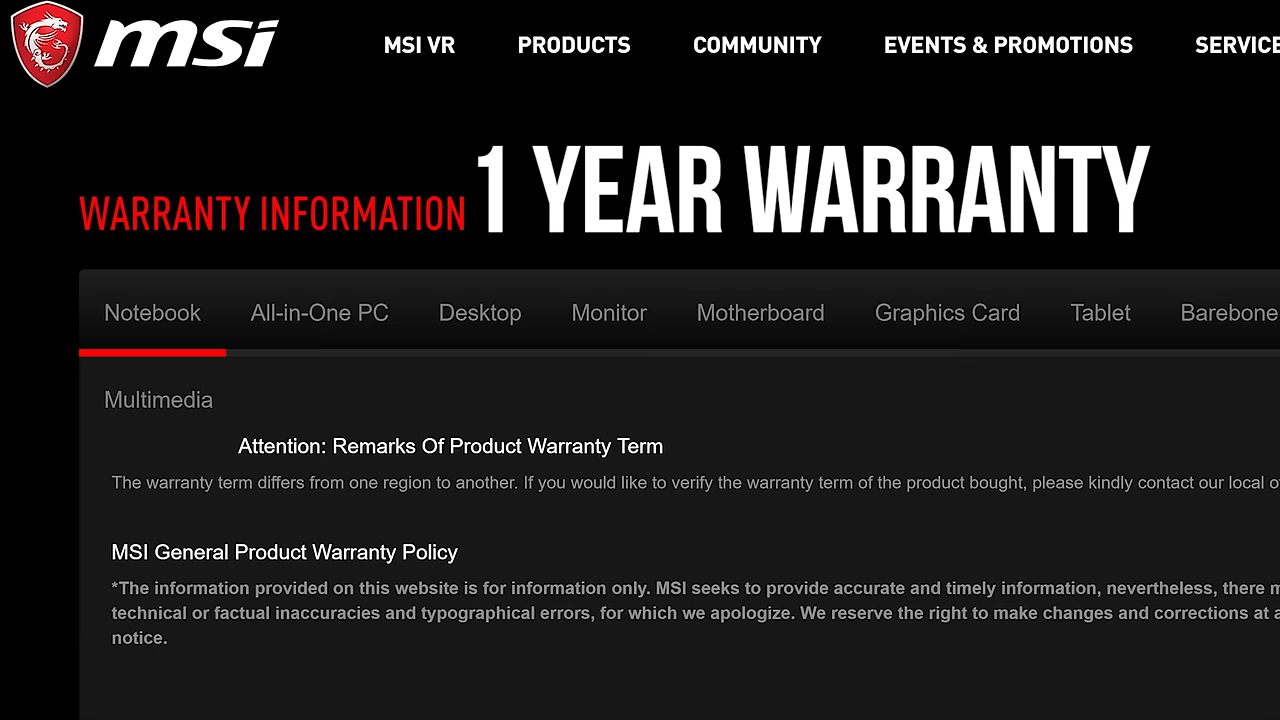 msi
MSI VR PRODUCTS COMMUNITY EVENTS & PROMOTIONS SERVICE
WARRANTY INFORMATION 1 YEAR WARRANTY
Notebook All-in-One PC Desktop Monitor Motherboard Graphics Card Tablet Barebone
Multimedia
Attention: Remarks Of Product Warranty Term
The warranty term differs from one region to another. If you would like to verify the warranty term of the product bought, please kindly contact our local
MSI General Product Warranty Policy
*The information provided on this website is for information only. MSI seeks to provide accurate and timely information, nevertheless, there
technical or factual inaccuracies and typographical errors, for which we apologize. We reserve the right to make changes and corrections at
notice.